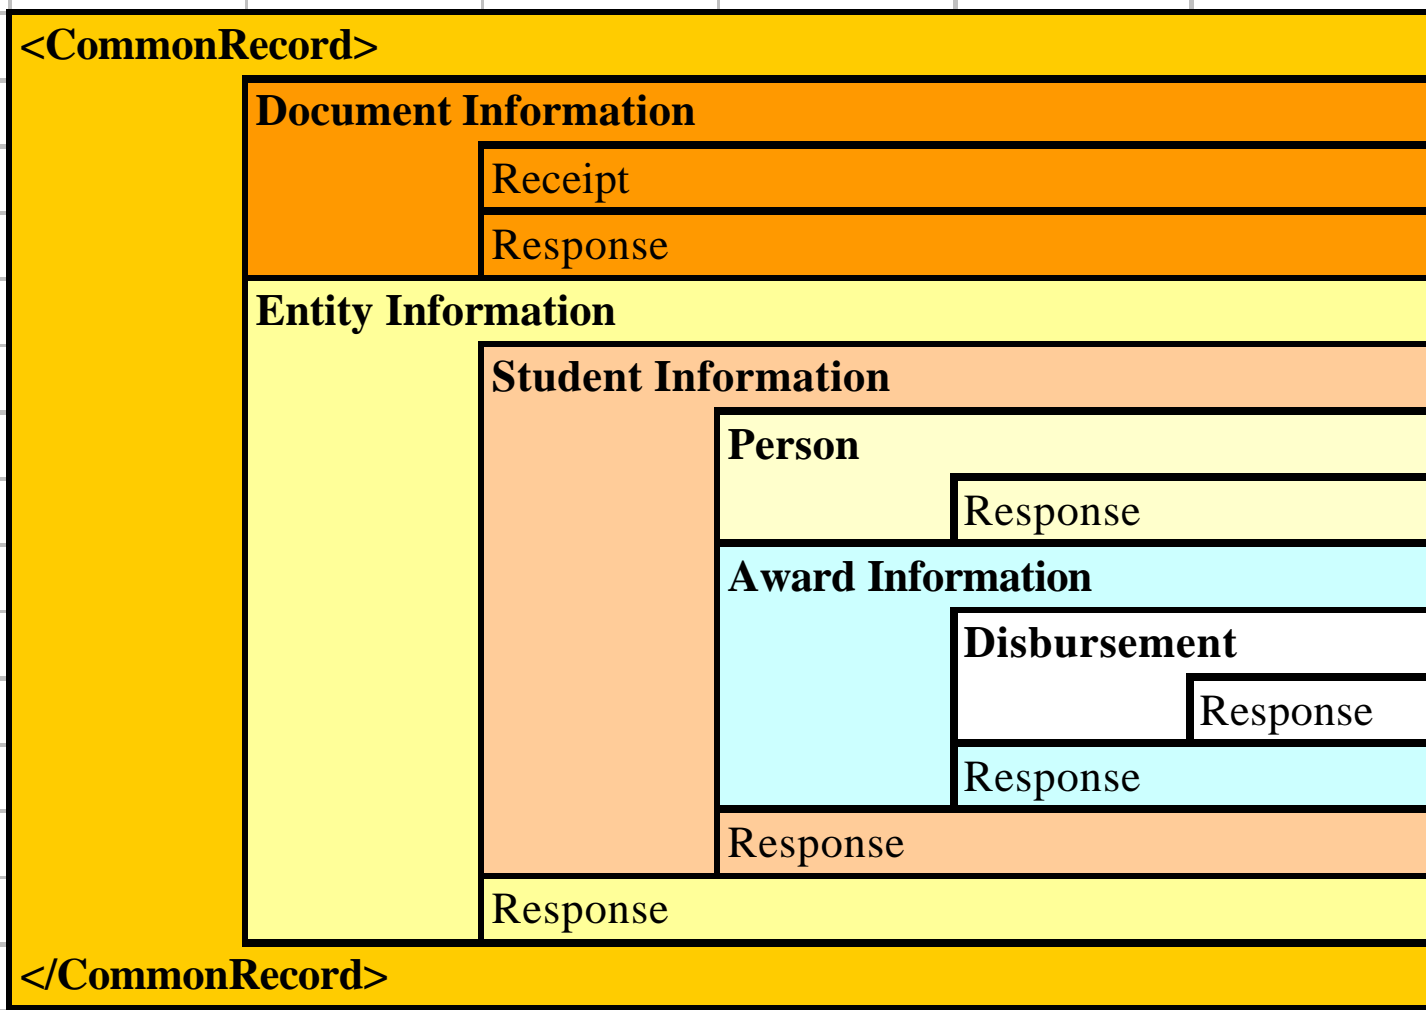 <CommonRecord>
Document Information
Receipt
Response
Entity Information
Student Information
Person
Response
Award Information
Disbursement
Response
Response
Response
Response
</CommonRecord>